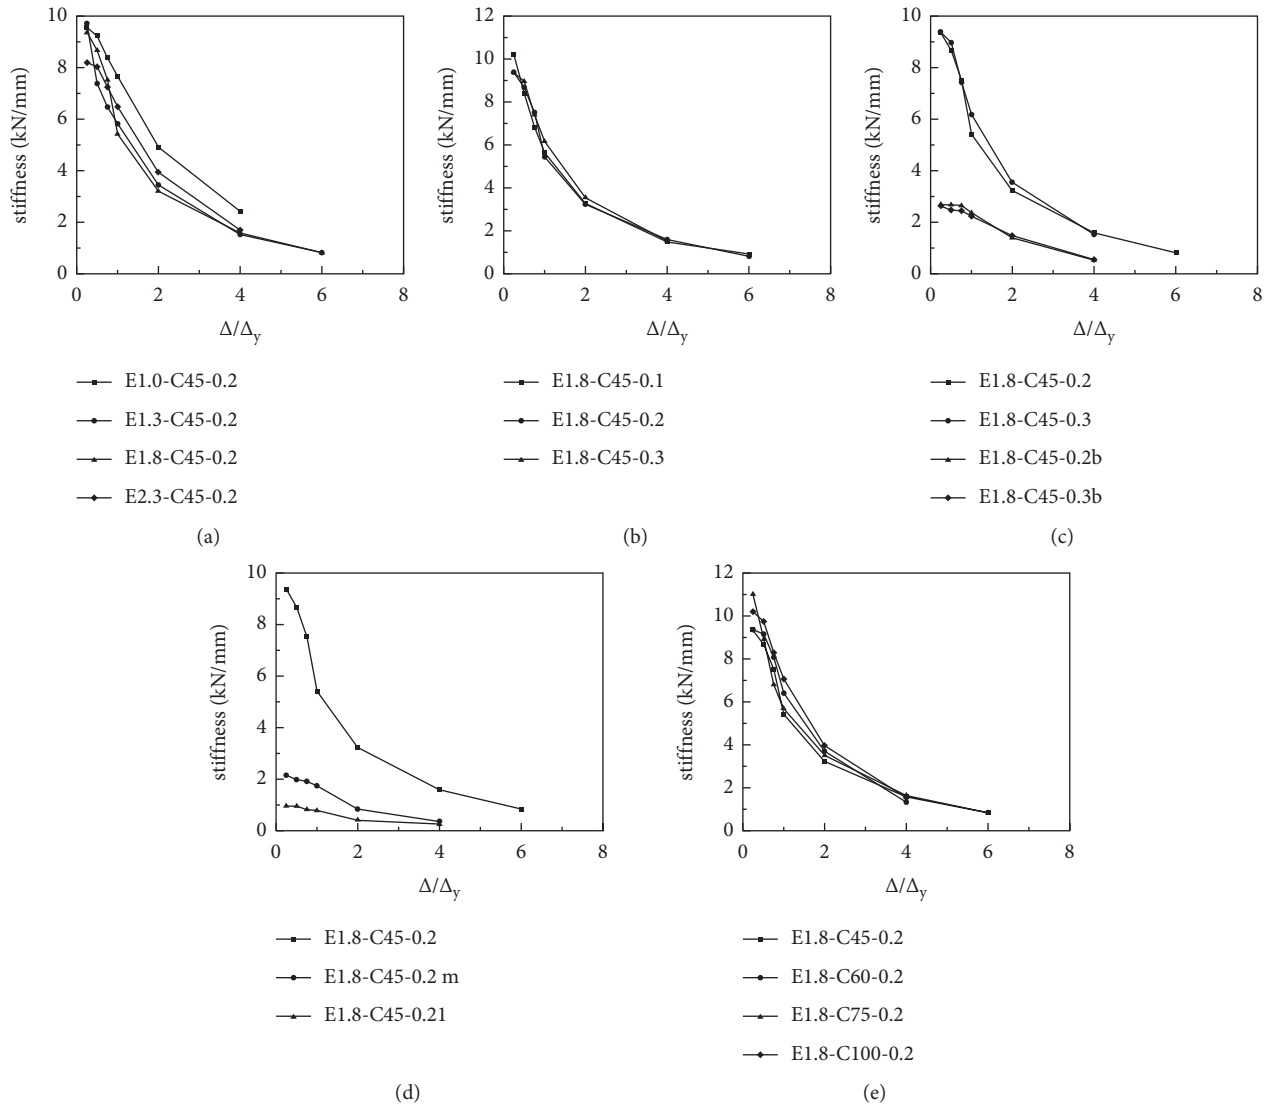 10
8
6
4
2
0
stiffness (kN/mm)
0 2 4 6 8
Δ/Δy
E1.0-C45-0.2
E1.3-C45-0.2
E1.8-C45-0.2
E2.3-C45-0.2
(a)
12
10
8
6
4
2
0
stiffness (kN/mm)
0 2 4 6 8
Δ/Δy
E1.8-C45-0.1
E1.8-C45-0.2
E1.8-C45-0.3
(b)
10
8
6
4
2
0
stiffness (kN/mm)
0 2 4 6 8
Δ/Δy
E1.8-C45-0.2
E1.8-C45-0.3
E1.8-C45-0.2b
E1.8-C45-0.3b
(c)
10
8
6
4
2
0
stiffness (kN/mm)
0 2 4 6 8
Δ/Δy
E1.8-C45-0.2
E1.8-C45-0.2 m
E1.8-C45-0.21
(d)
12
10
8
6
4
2
0
stiffness (kN/mm)
0 2 4 6 8
Δ/Δy
E1.8-C45-0.2
E1.8-C60-0.2
E1.8-C75-0.2
E1.8-C100-0.2
(e)